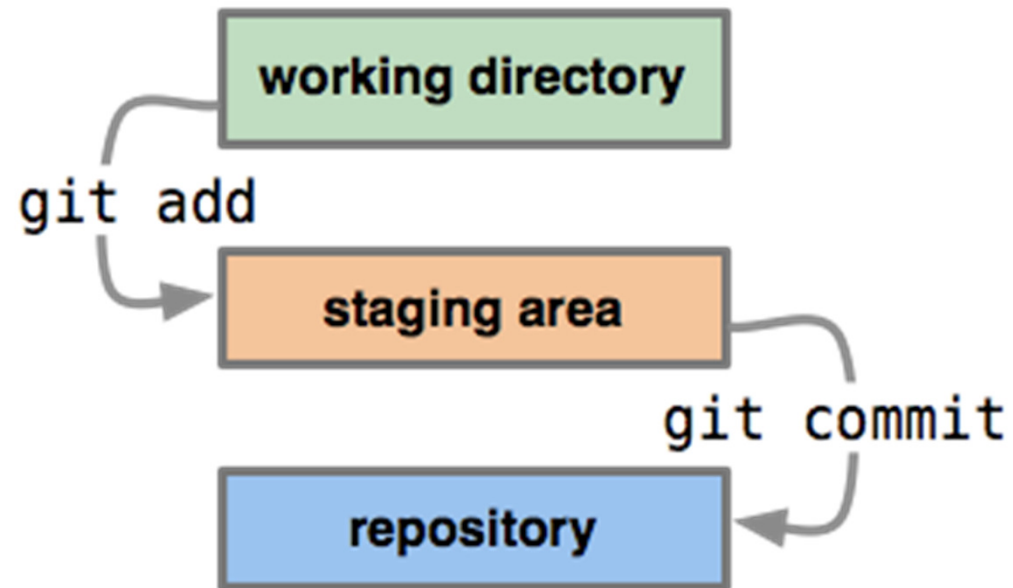 working directory
git add
staging area
git commit
repository